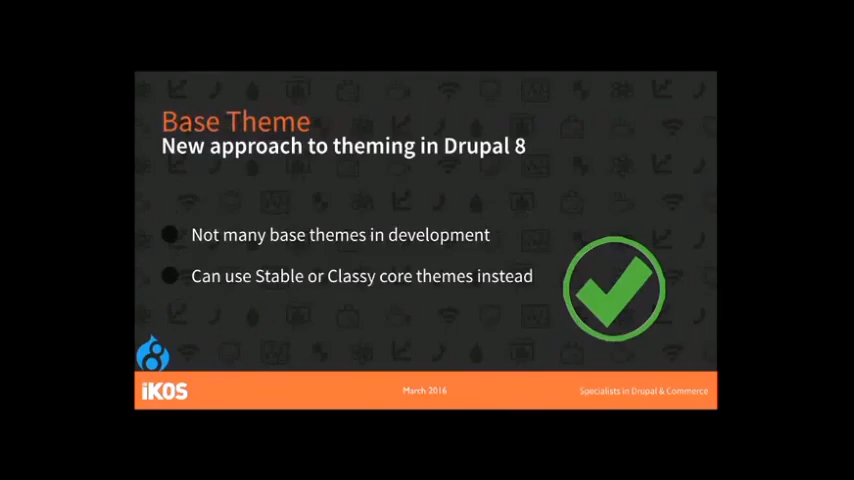 Base Theme
New approach to theming in Drupal 8
Not many base themes in development
Can use Stable or Classy core themes instead
iKOS
March 2016
Specialists in Drupal & Commerce